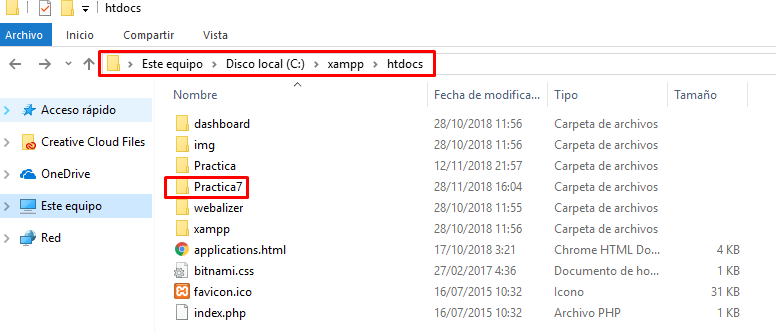 htdocs
Archivo Inicio Compartir Vista
Este equipo Disco local (C:) xampp htdocs
Nombre Fecha de modifica... Tipo Tamaño
Acceso rápido
Creative Cloud Files
OneDrive
Este equipo
Red
dashboard 28/10/2018 11:56 Carpeta de archivos
img 28/10/2018 11:56 Carpeta de archivos
Practica 12/11/2018 21:57 Carpeta de archivos
Practica7 28/11/2018 16:04 Carpeta de archivos
webalizer 28/10/2018 11:55 Carpeta de archivos
xampp 28/10/2018 11:56 Carpeta de archivos
applications.html 17/10/2018 3:21 Chrome HTML Do... 4 KB
bitnami.css 27/02/2017 4:36 Documento de ho... 1 KB
favicon.ico 16/07/2015 10:32 Icono 31 KB
index.php 16/07/2015 10:32 Archivo PHP 1 KB